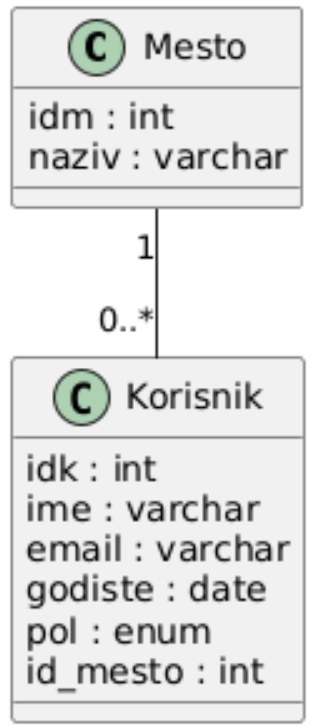 C Mesto
idm : int
naziv : varchar
1
0..*
C Korisnik
idk : int
ime : varchar
email : varchar
godiste : date
pol : enum
id_mesto : int